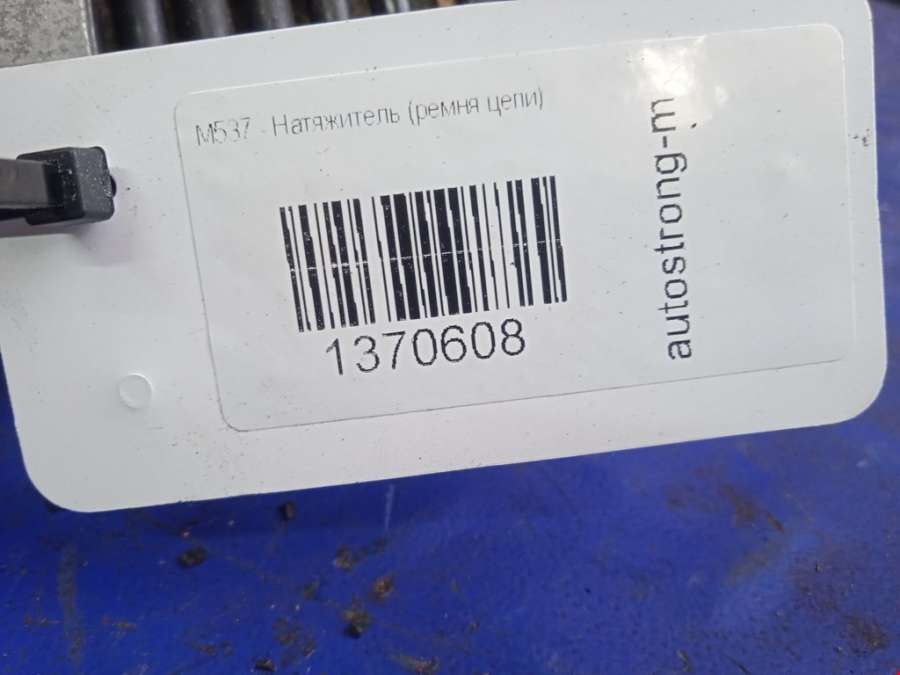 M537 - Натяжитель (ремня цепи)
1370608
autostrong-m